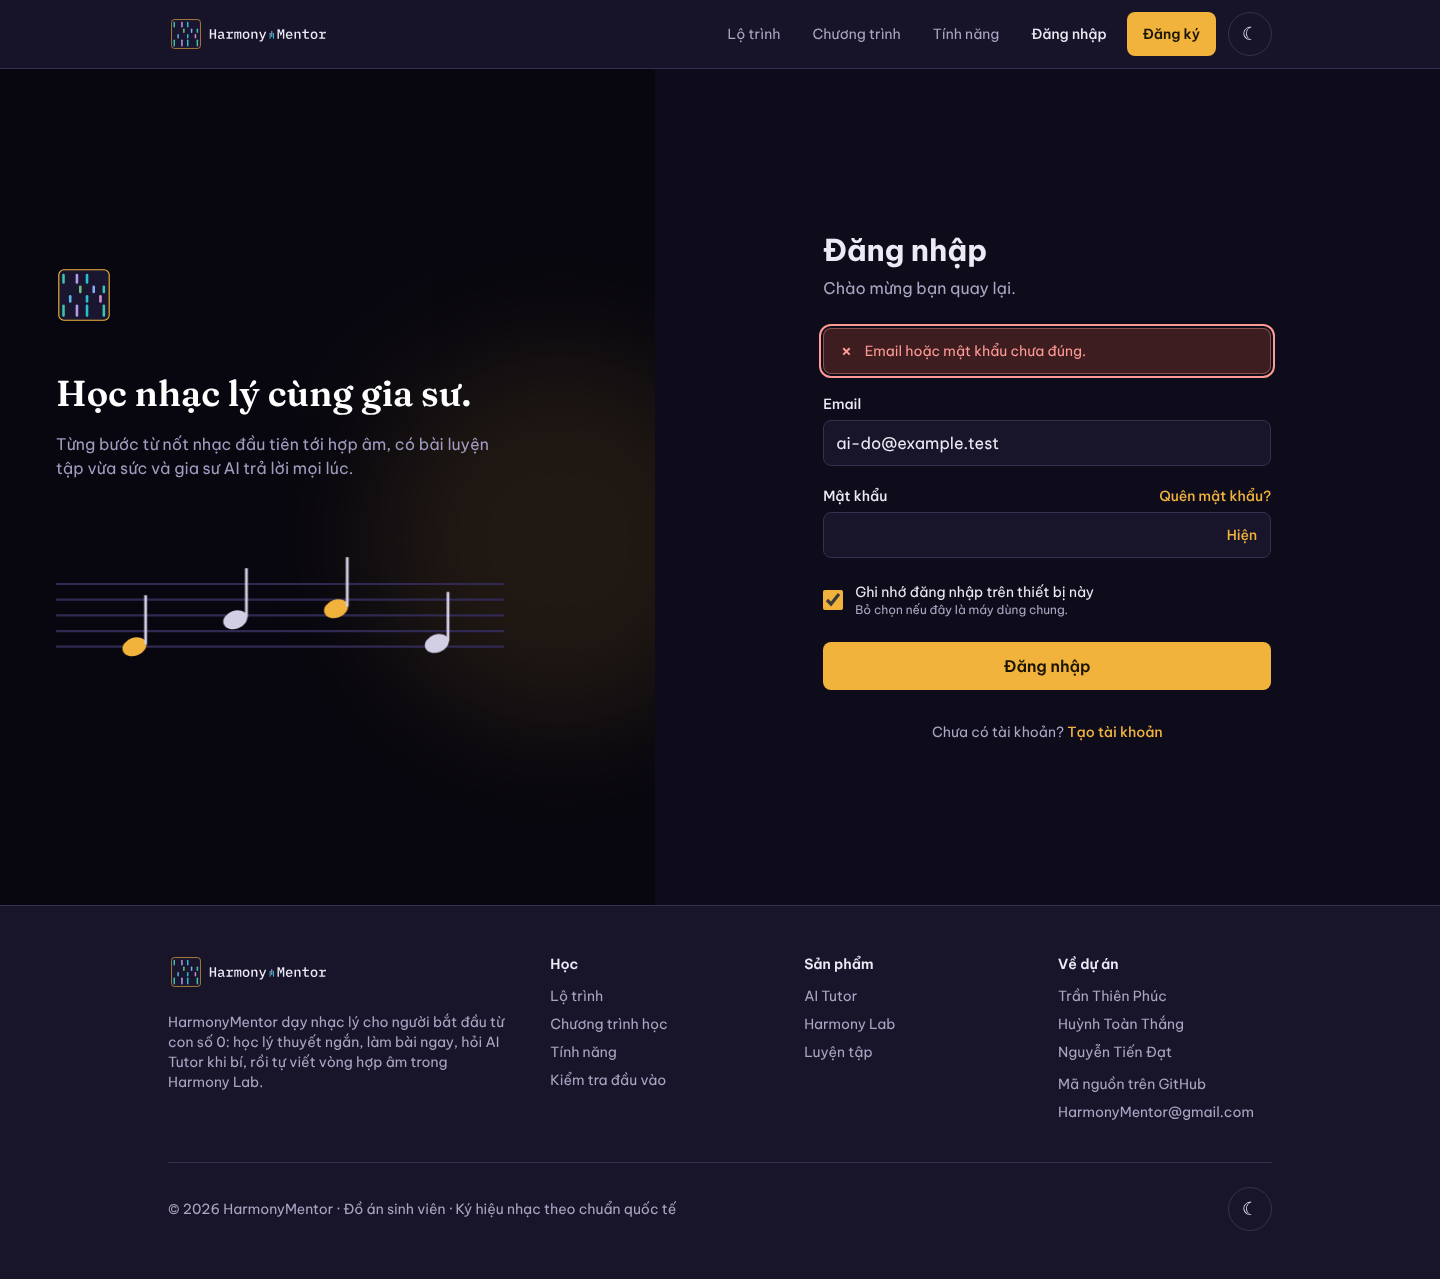 Harmony Mentor
Lộ trình
Chương trình
Tính năng
Đăng nhập
Đăng ký
Học nhạc lý cùng gia sư.
Từng bước từ nốt nhạc đầu tiên tới hợp âm, có bài luyện
tập vừa sức và gia sư AI trả lời mọi lúc.
Đăng nhập
Chào mừng bạn quay lại.
× Email hoặc mật khẩu chưa đúng.
Email
ai-do@example.test
Mật khẩu
Quên mật khẩu?
Hiện
Ghi nhớ đăng nhập trên thiết bị này
Bỏ chọn nếu đây là máy dùng chung.
Đăng nhập
Chưa có tài khoản? Tạo tài khoản
Harmony Mentor
HarmonyMentor dạy nhạc lý cho người bắt đầu từ
con số 0: học lý thuyết ngắn, làm bài ngay, hỏi AI
Tutor khi bí, rồi tự viết vòng hợp âm trong
Harmony Lab.
Học
Lộ trình
Chương trình học
Tính năng
Kiểm tra đầu vào
Sản phẩm
AI Tutor
Harmony Lab
Luyện tập
Về dự án
Trần Thiên Phúc
Huỳnh Toàn Thắng
Nguyễn Tiến Đạt
Mã nguồn trên GitHub
HarmonyMentor@gmail.com
© 2026 HarmonyMentor · Đồ án sinh viên · Ký hiệu nhạc theo chuẩn quốc tế